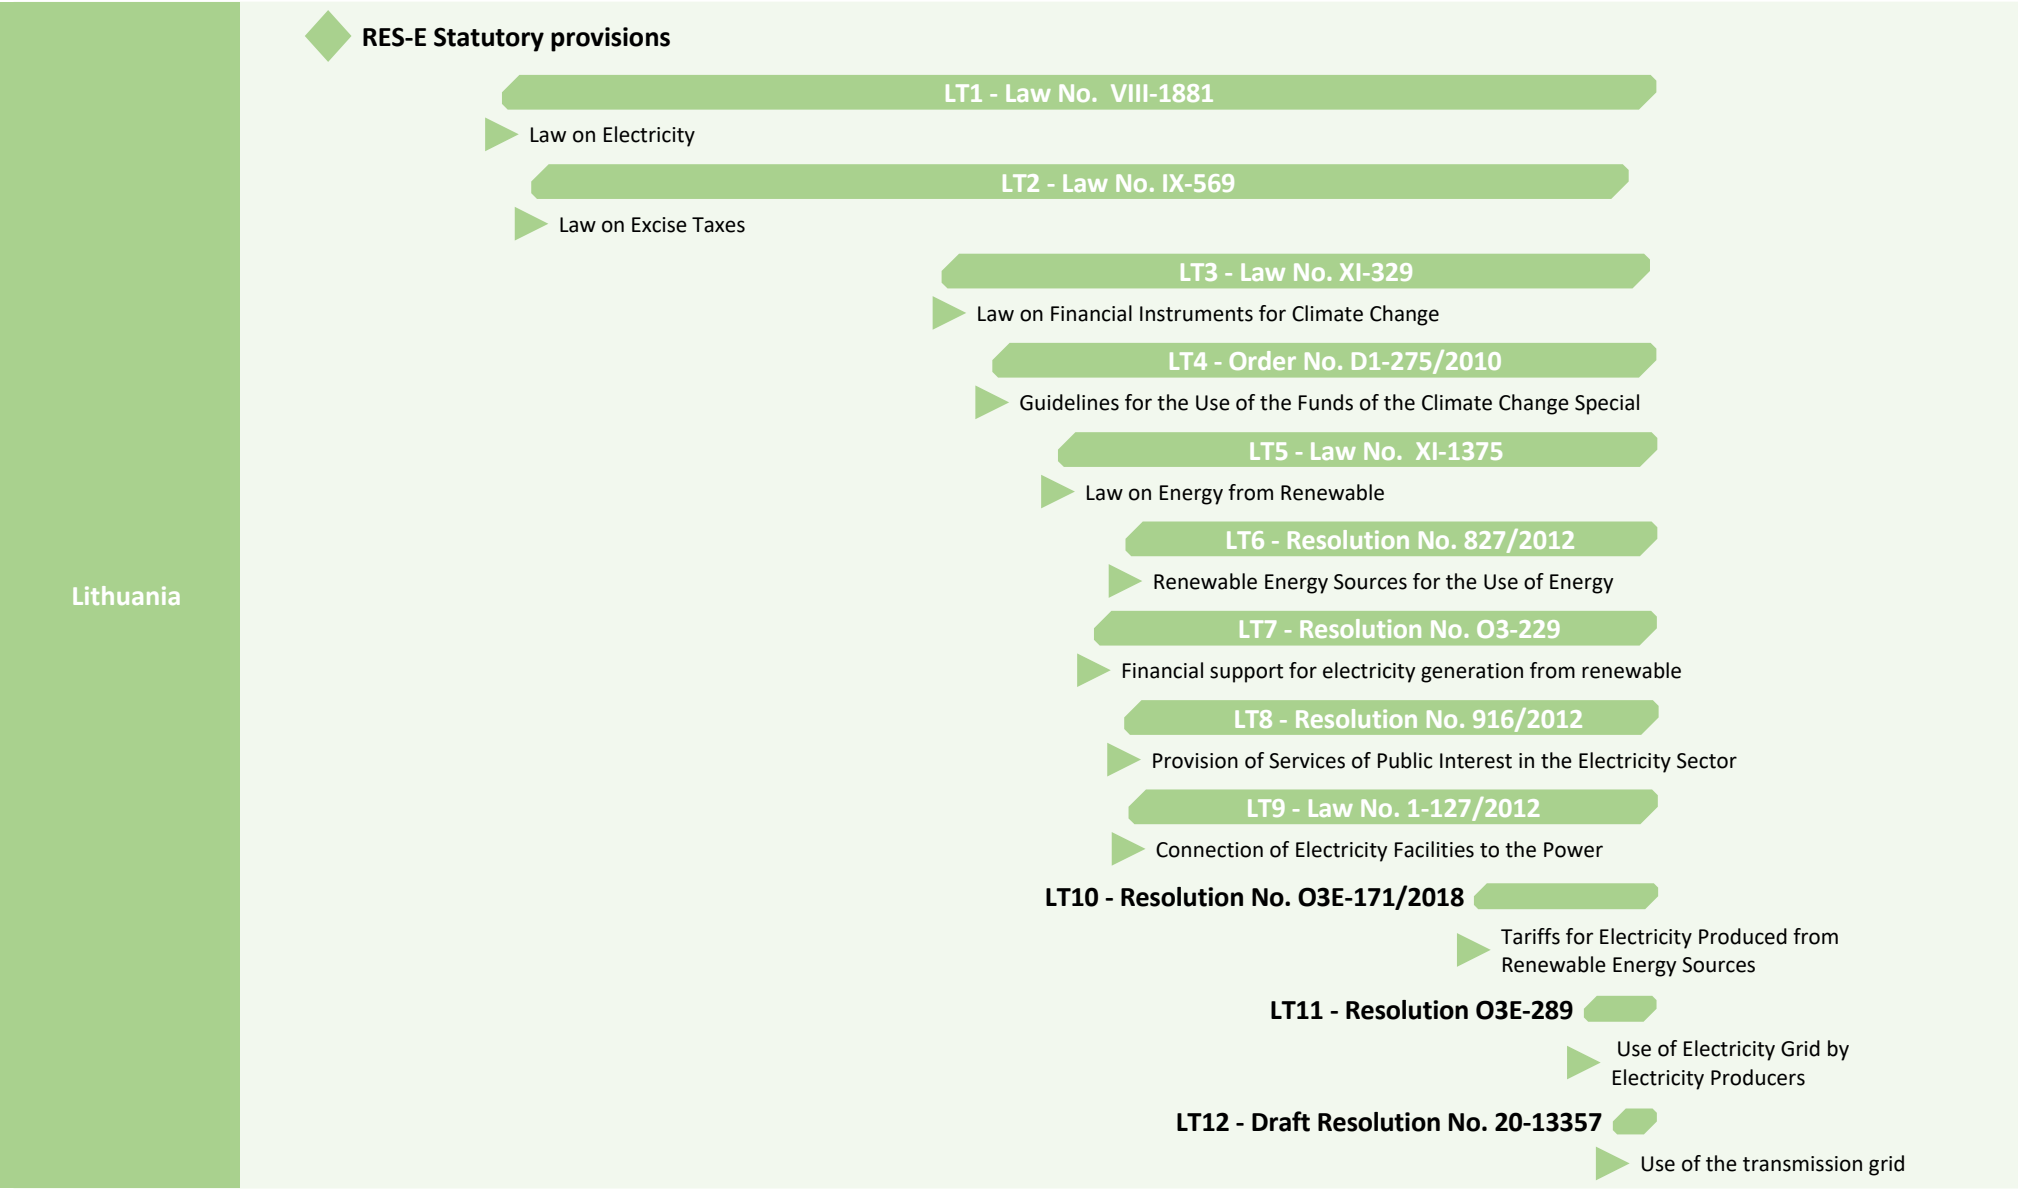 RES-E Statutory provisions
LT1 - Law No.  VIII-1881
Law on Electricity
LT2 - Law No. IX-569
Law on Excise Taxes
LT3 - Law No. XI-329
Law on Financial Instruments for Climate Change
LT4 - Order No. D1-275/2010
Guidelines for the Use of the Funds of the Climate Change Special
LT5 - Law No.  XI-1375
Law on Energy from Renewable
LT6 - Resolution No. 827/2012
Renewable Energy Sources for the Use of Energy
Lithuania
LT7 - Resolution No. O3-229
Financial support for electricity generation from renewable
LT8 - Resolution No. 916/2012
Provision of Services of Public Interest in the Electricity Sector
LT9 - Law No. 1-127/2012
Connection of Electricity Facilities to the Power
LT10 - Resolution No. O3E-171/2018
Tariffs for Electricity Produced from
Renewable Energy Sources
LT11 - Resolution O3E-289
Use of Electricity Grid by
Electricity Producers
LT12 - Draft Resolution No. 20-13357
Use of the transmission grid